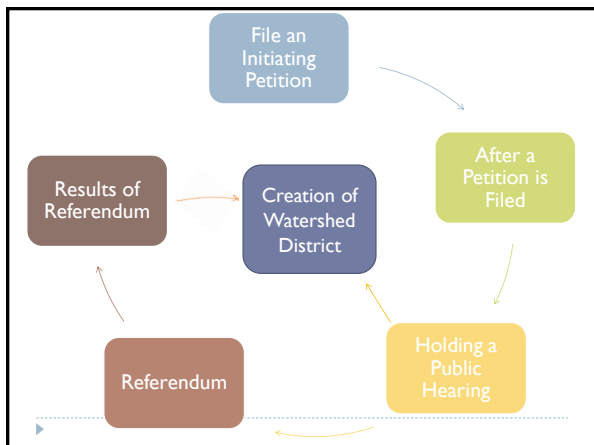 File an
Initiating
Petition
After a
Petition is
Filed
Holding a
Public
Hearing
Referendum
Results of
Referendum
Creation of
Watershed
District